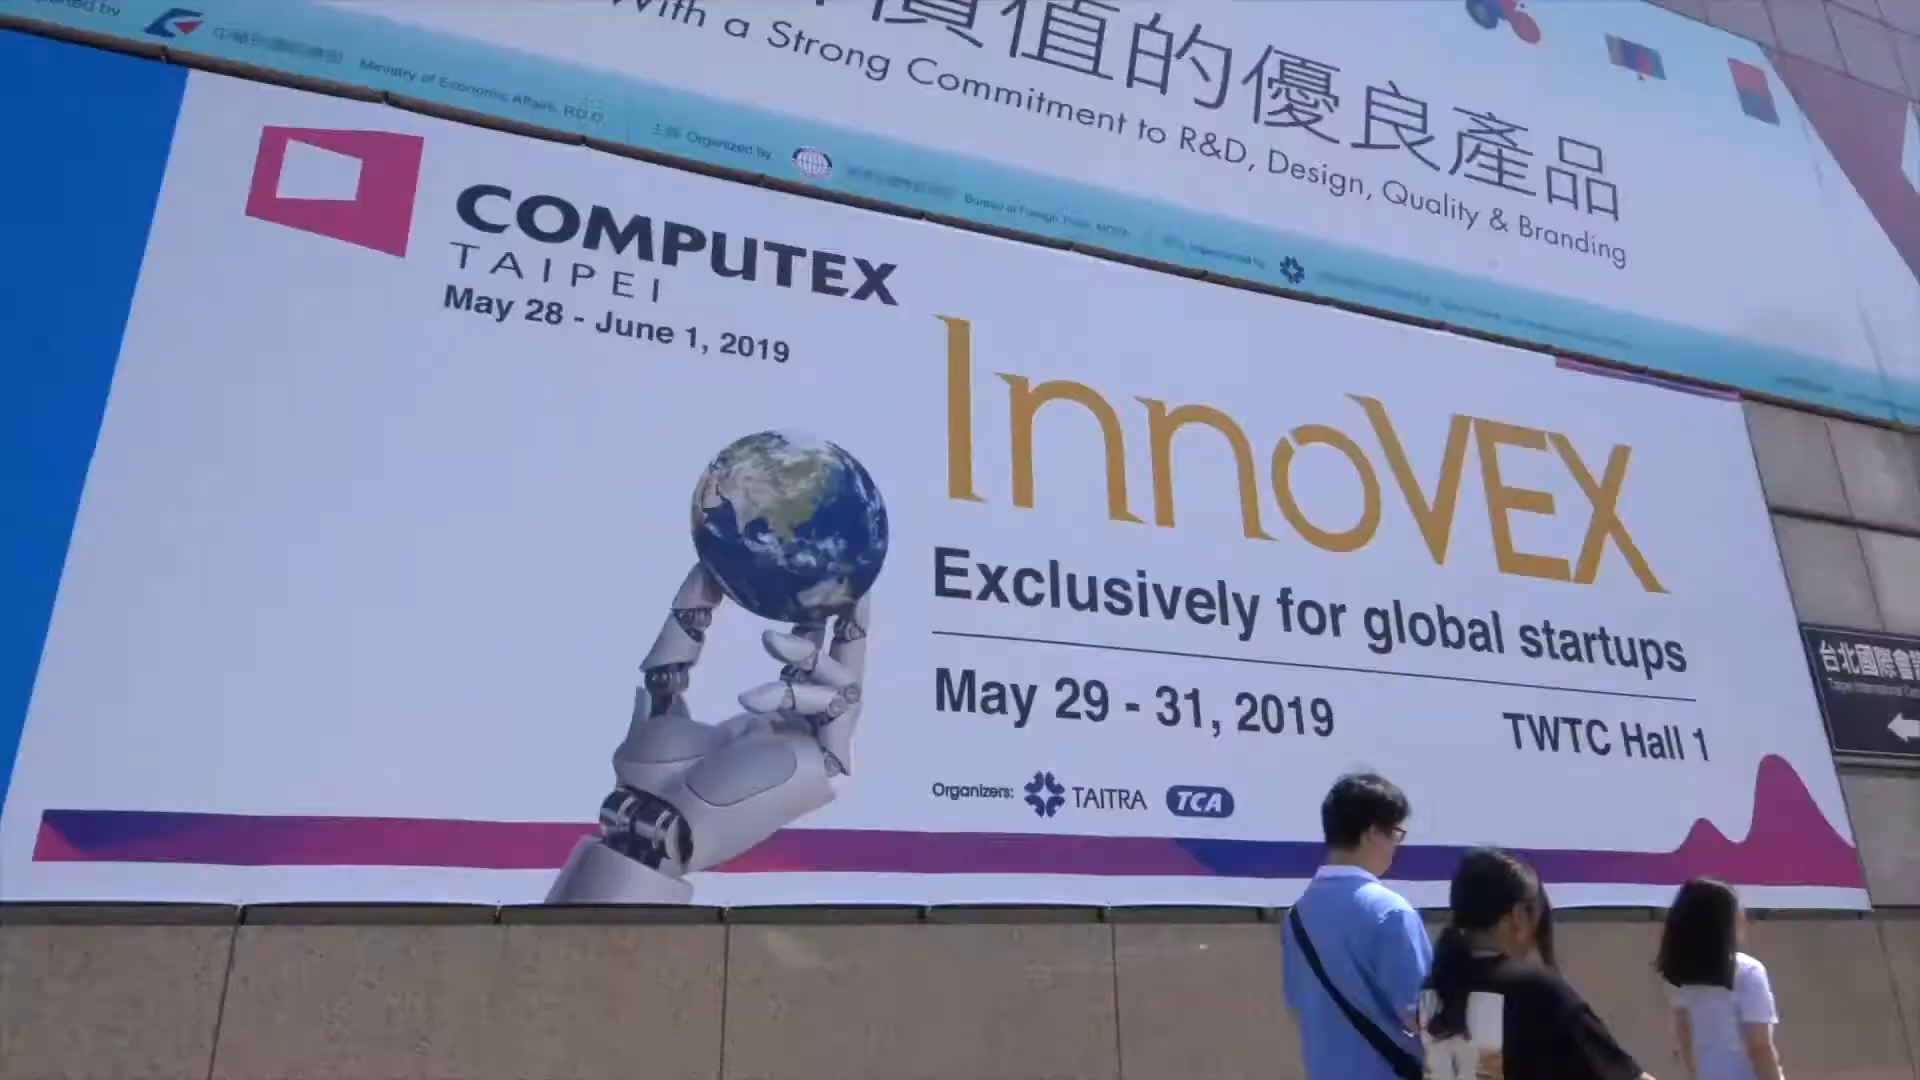 Ministry of Economic Affairs, R.O.C.
主辦 Organized by
價值的優良產品
With a Strong Commitment to R&D, Design, Quality & Branding
COMPUTEX
TAIPEI
May 28 - June 1, 2019
InnoVEX
Exclusively for global startups
May 29 - 31, 2019
TWTC Hall 1
Organizers: TAITRA TCA
台北國際會